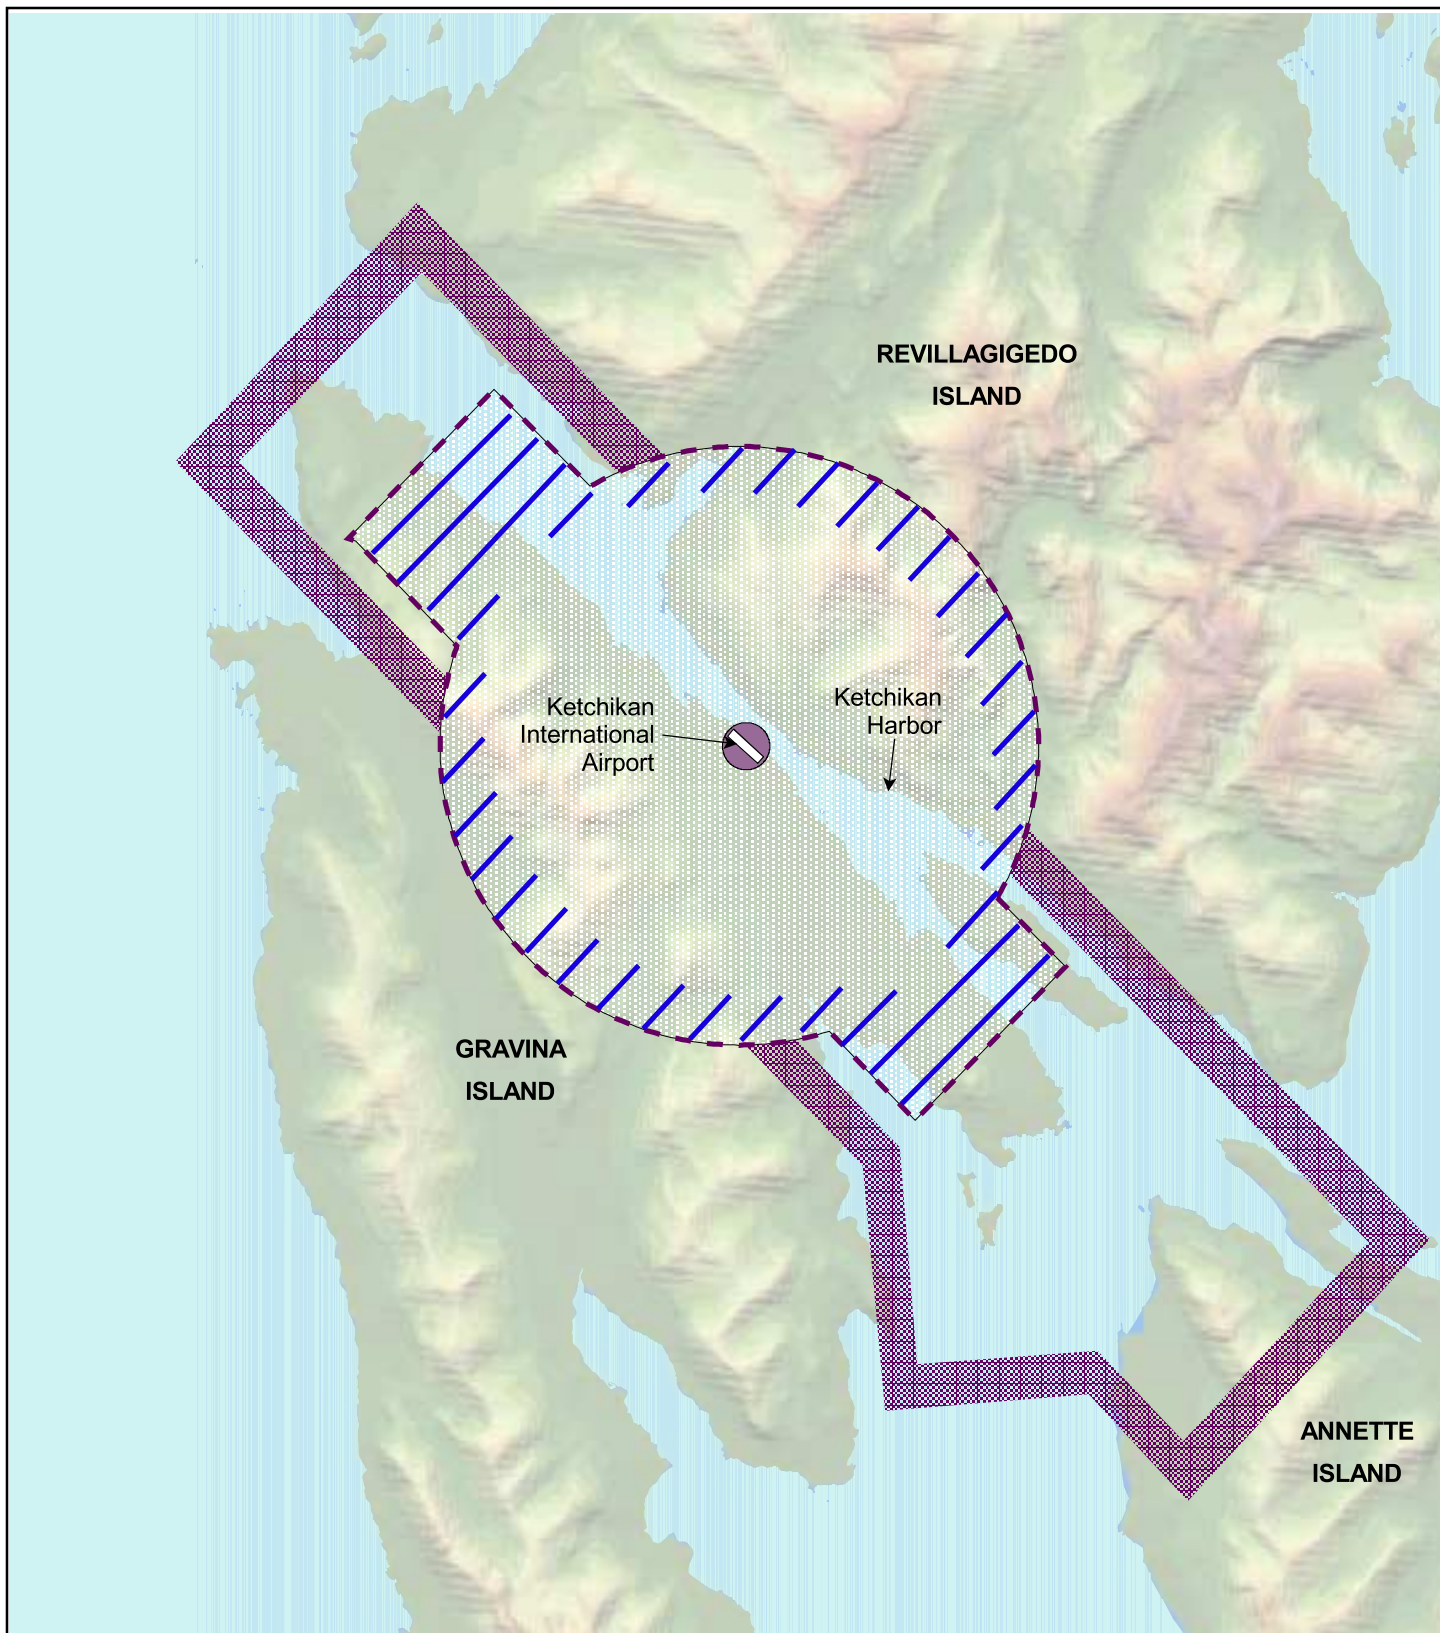 REVILLAGIGEDO
ISLAND
Ketchikan
International
Airport
Ketchikan
Harbor
GRAVINA
ISLAND
ANNETTE
ISLAND